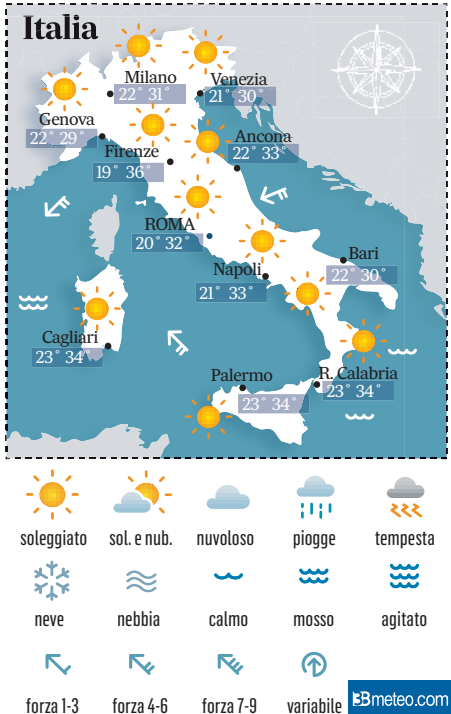 Italia
Milano
22° 31°
Venezia
21° 30°
Genova
22° 29°
Ancona
22° 33°
Firenze
19° 36°
ROMA
20° 32°
Bari
22° 30°
Napoli
21° 33°
Cagliari
23° 34°
Palermo
23° 34°
R. Calabria
23° 34°
soleggiato sol. e nub. nuvoloso piogge tempesta
neve nebbia calmo mosso agitato
forza 1-3 forza 4-6 forza 7-9 variabile
3Bmeteo.com